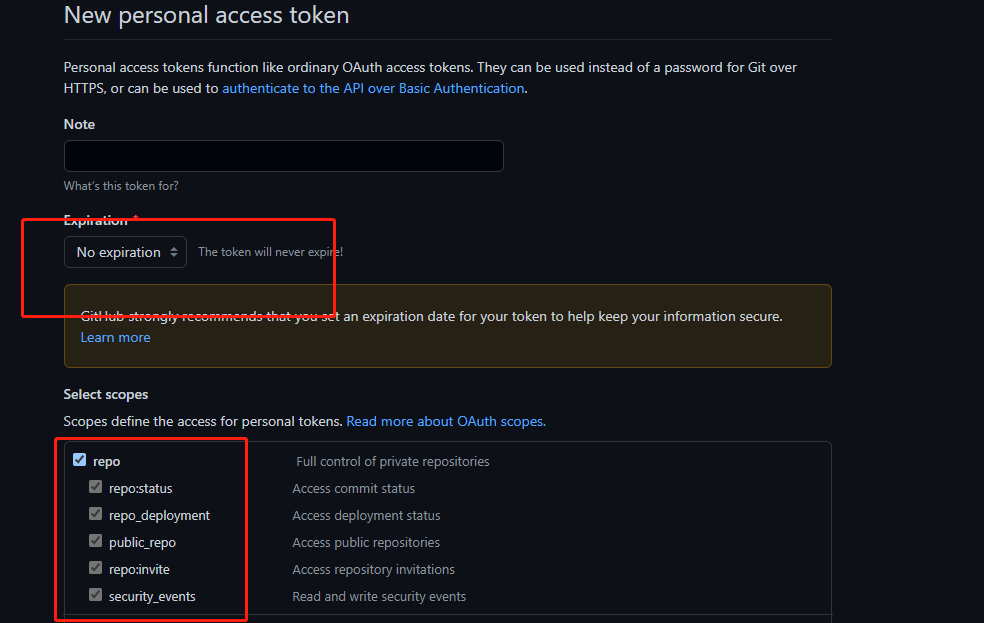 New personal access token
Personal access tokens function like ordinary OAuth access tokens. They can be used instead of a password for Git over
HTTPS, or can be used to authenticate to the API over Basic Authentication.
Note
What's this token for?
Expiration *
No expiration The token will never expire!
GitHub strongly recommends that you set an expiration date for your token to help keep your information secure.
Learn more
Select scopes
Scopes define the access for personal tokens. Read more about OAuth scopes.
repo Full control of private repositories
repo:status Access commit status
repo_deployment Access deployment status
public_repo Access public repositories
repo:invite Access repository invitations
security_events Read and write security events